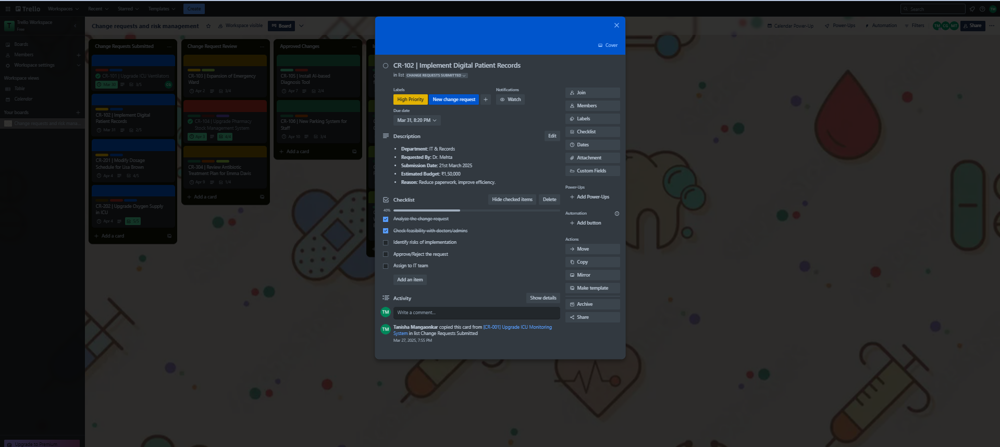 Trello
Workspaces
Recent
Starred
Templates
Create
Search
TM
T
Trello Workspace
Free
Boards
Members
Workspace settings
Workspace views
Table
Calendar
Your boards
Change requests and risk mana...
Upgrade to Premium
Change requests and risk management
Workspace visible
Board
Calendar Power-Up
Power-Ups
Automation
Filters
TM CG MT
Share
Change Requests Submitted
CR-101 | Upgrade ICU Ventilators
Mar 30 3/5 CG
CR-102 | Implement Digital
Patient Records
Mar 31 2/5
CR-201 | Modify Dosage
Schedule for Lisa Brown
Apr 4 4/5
CR-202 | Upgrade Oxygen Supply
in ICU
Apr 4 5/5
+ Add a card
Change Request Review
CR-103 | Expansion of Emergency
Ward
Apr 2 3/4
CR-104 | Upgrade Pharmacy
Stock Management System
Apr 3 4/4
CR-304 | Review Antibiotic
Treatment Plan for Emma Davis
Apr 9 1/4
+ Add a card
Approved Changes
CR-105 | Install AI-based
Diagnosis Tool
Apr 7 2/4
CR-106 | New Parking System for
Staff
Apr 10 3/4
+ Add a card
Cover
CR-102 | Implement Digital Patient Records
in list CHANGE REQUESTS SUBMITTED
Labels
High Priority
New change request
+
Notifications
Watch
Due date
Mar 31, 8:20 PM
Description
Edit
• Department: IT & Records
• Requested By: Dr. Mehta
• Submission Date: 21st March 2025
• Estimated Budget: ₹1,50,000
• Reason: Reduce paperwork, improve efficiency.
Checklist
Hide checked items
Delete
40%
Analyze the change request
Check feasibility with doctors/admins
Identify risks of implementation
Approve/Reject the request
Assign to IT team
Add an item
Activity
Show details
TM
Write a comment...
TM
Tanisha Mangaonkar copied this card from [CR-001] Upgrade ICU Monitoring
System in list Change Requests Submitted
Mar 27, 2025, 7:55 PM
Join
Members
Labels
Checklist
Dates
Attachment
Custom Fields
Power-Ups
+ Add Power-Ups
Automation
+ Add button
Actions
Move
Copy
Mirror
Make template
Archive
Share